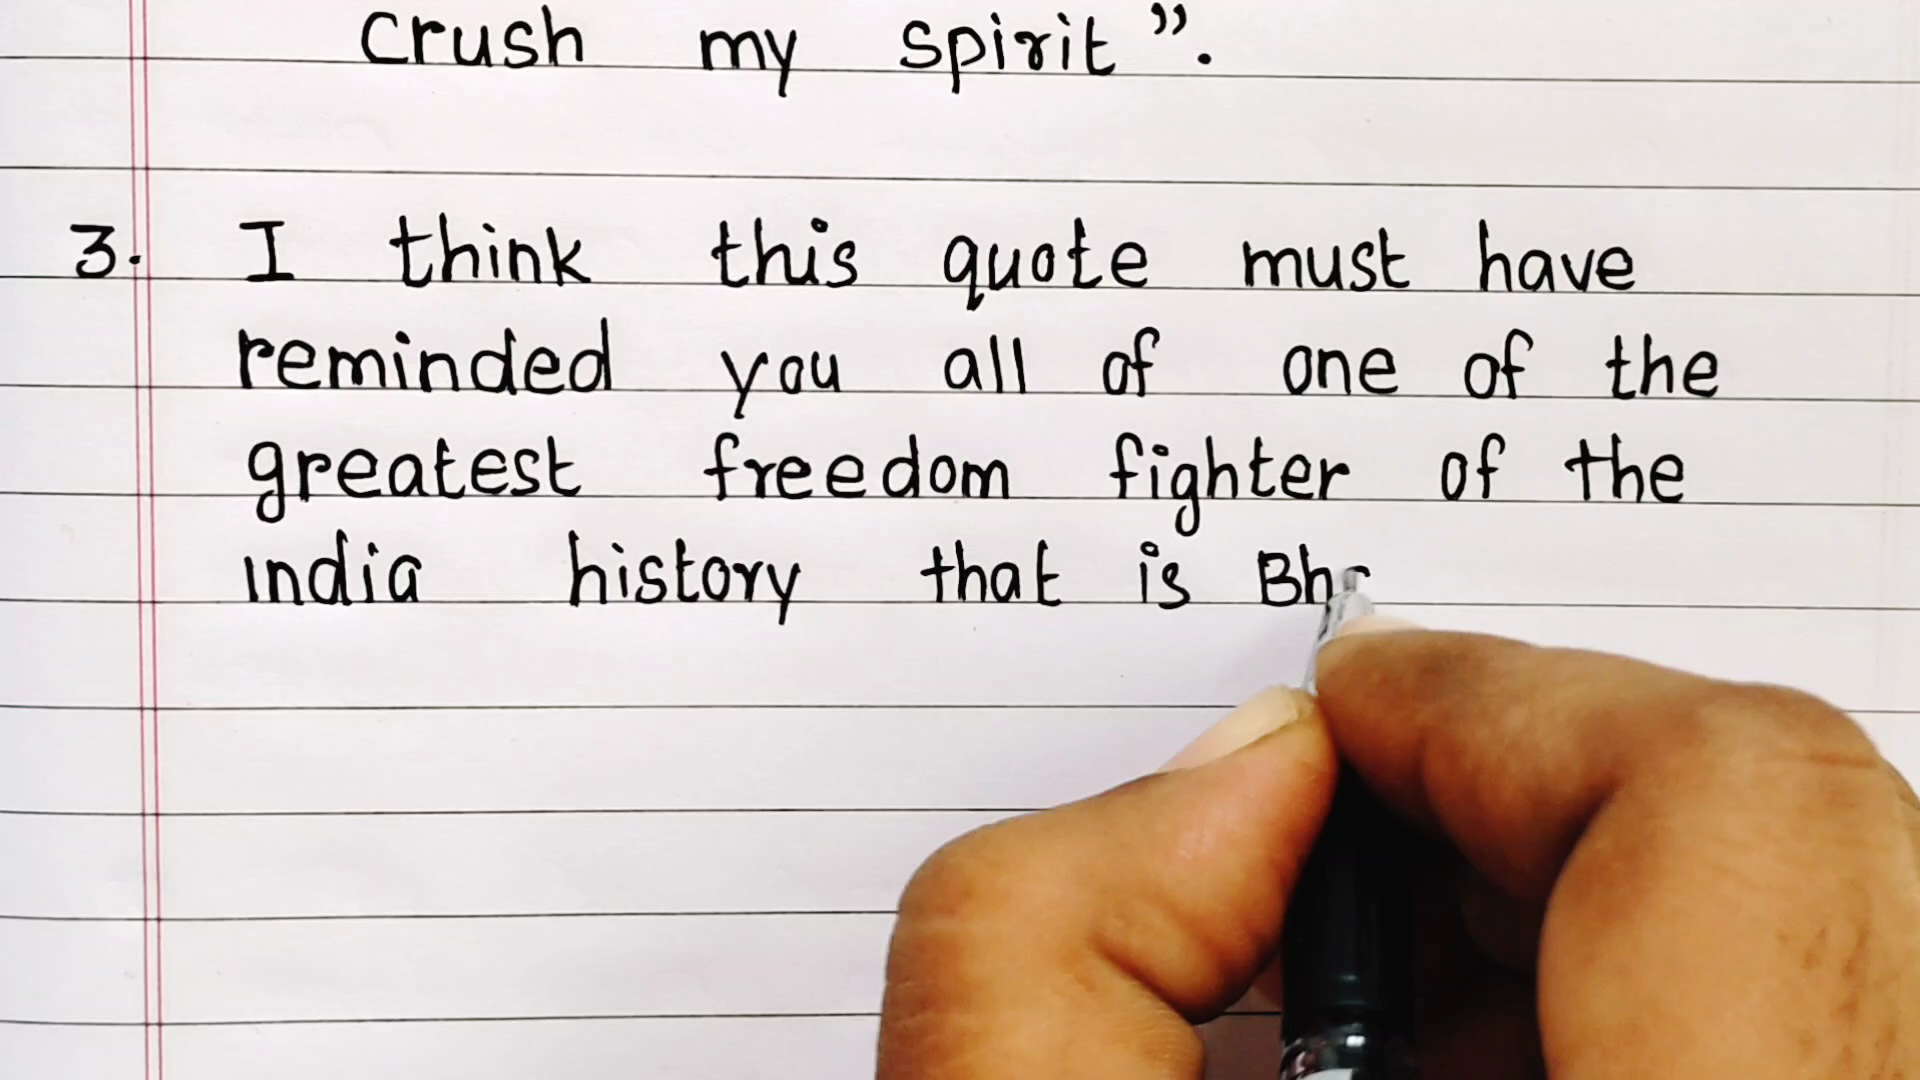 crush my spirit”.
3. I think this quote must have
reminded you all of one of the
greatest freedom fighter of the
india history that is Bh